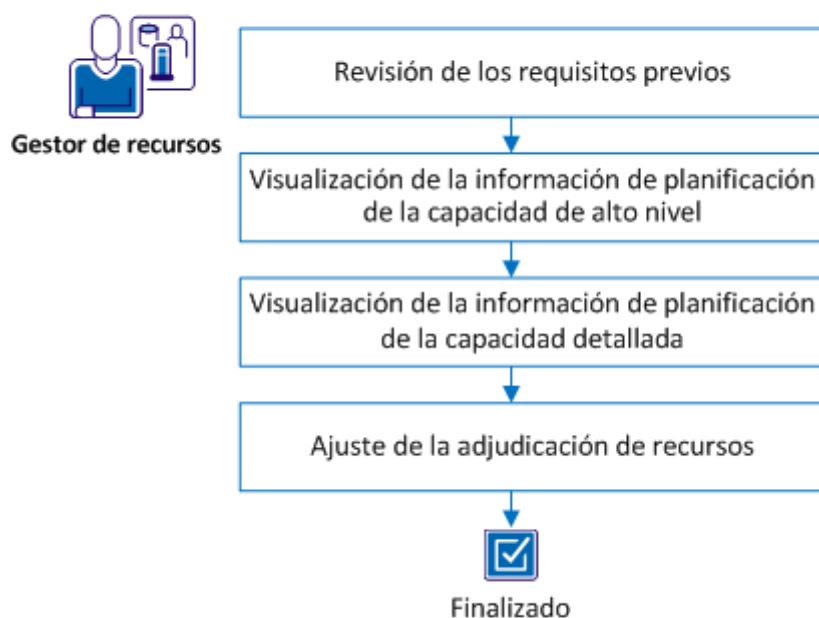 Gestor de recursos
Revisión de los requisitos previos
Visualización de la información de planificación
de la capacidad de alto nivel
Visualización de la información de planificación
de la capacidad detallada
Ajuste de la adjudicación de recursos
Finalizado